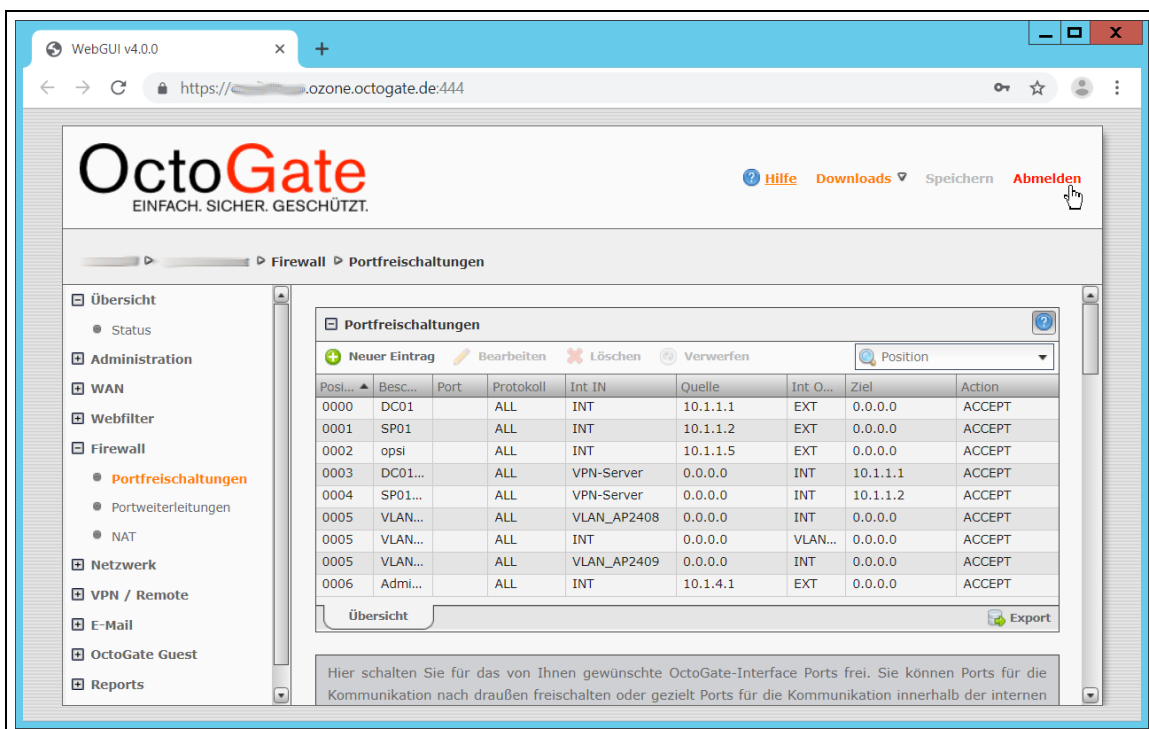 WebGUI v4.0.0
https:// .ozone.octogate.de:444
OctoGate
EINFACH. SICHER. GESCHÜTZT.
Hilfe Downloads Speichern Abmelden
Firewall Portfreischaltungen
Übersicht
Status
Administration
WAN
Webfilter
Firewall
Portfreischaltungen
Portweiterleitungen
NAT
Netzwerk
VPN / Remote
E-Mail
OctoGate Guest
Reports
Portfreischaltungen
Neuer Eintrag Bearbeiten Löschen Verwerfen Position
Posi... Besc... Port Protokoll Int IN Quelle Int O... Ziel Action
0000 DC01 ALL INT 10.1.1.1 EXT 0.0.0.0 ACCEPT
0001 SP01 ALL INT 10.1.1.2 EXT 0.0.0.0 ACCEPT
0002 opsi ALL INT 10.1.1.5 EXT 0.0.0.0 ACCEPT
0003 DC01... ALL VPN-Server 0.0.0.0 INT 10.1.1.1 ACCEPT
0004 SP01... ALL VPN-Server 0.0.0.0 INT 10.1.1.2 ACCEPT
0005 VLAN... ALL VLAN_AP2408 0.0.0.0 INT 0.0.0.0 ACCEPT
0005 VLAN... ALL INT 0.0.0.0 VLAN... 0.0.0.0 ACCEPT
0005 VLAN... ALL VLAN_AP2409 0.0.0.0 INT 0.0.0.0 ACCEPT
0006 Admi... ALL INT 10.1.4.1 EXT 0.0.0.0 ACCEPT
Übersicht Export
Hier schalten Sie für das von Ihnen gewünschte OctoGate-Interface Ports frei. Sie können Ports für die
Kommunikation nach draußen freischalten oder gezielt Ports für die Kommunikation innerhalb der internen